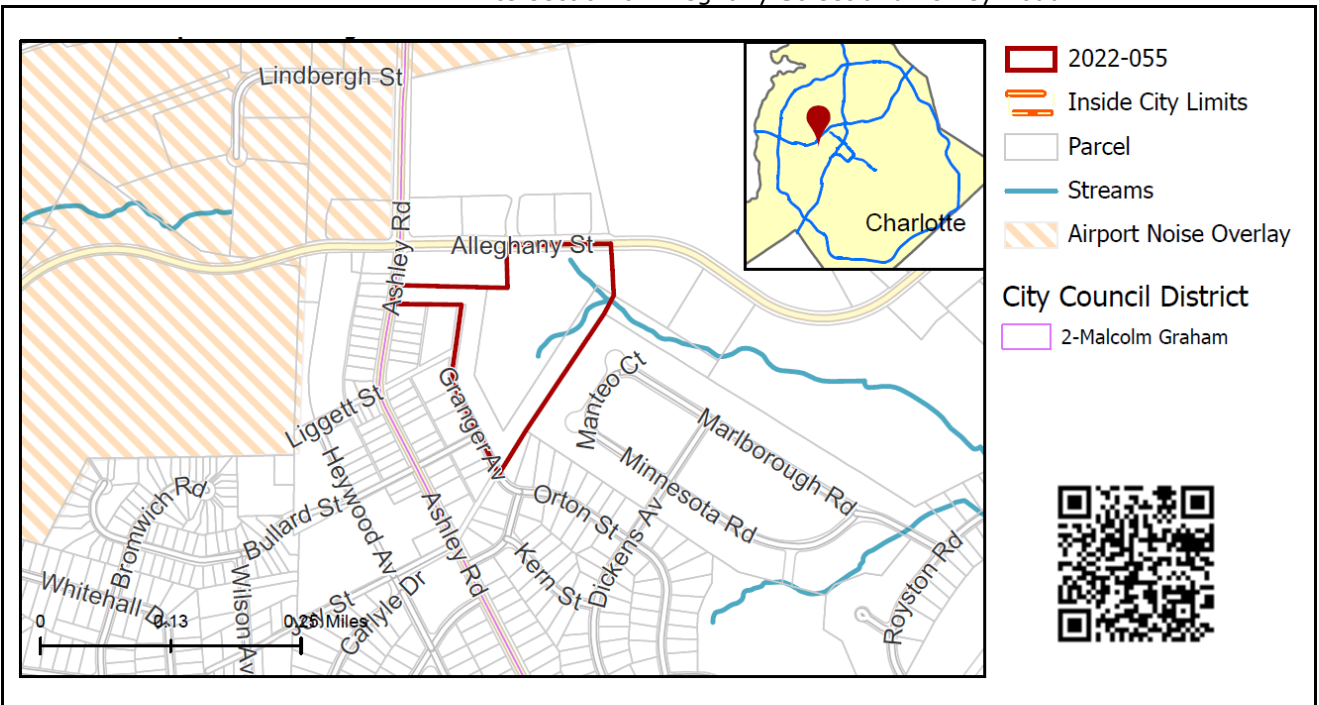 Lindbergh St
Ashley Rd
Alleghany St
Charlotte
Liggett St
Granger Av
Manteo Ct
Marlborough Rd
Minnesota Rd
Heywood Av
Ashley Rd
Orton St
Dickens Av
Kern St
Bromwich Rd
Bullard St
Whitehall D
Wilson Av
Carlyle Dr
St
Royston Rd
0 0.13 0.25 Miles
2022-055
Inside City Limits
Parcel
Streams
Airport Noise Overlay
City Council District
2-Malcolm Graham